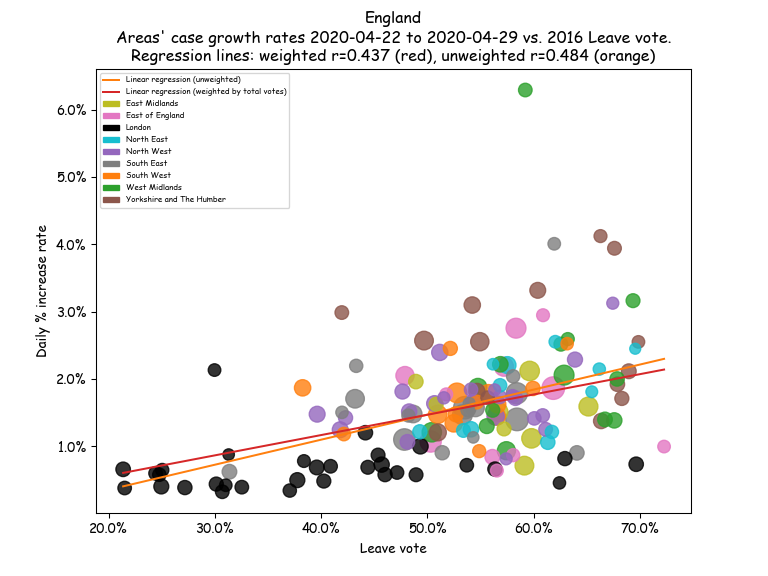 England
Areas' case growth rates 2020-04-22 to 2020-04-29 vs. 2016 Leave vote.
Regression lines: weighted r=0.437 (red), unweighted r=0.484 (orange)
Linear regression (unweighted)
Linear regression (weighted by total votes)
East Midlands
East of England
London
North East
North West
South East
South West
West Midlands
Yorkshire and The Humber
6.0%
5.0%
4.0%
3.0%
2.0%
1.0%
Daily % increase rate
20.0% 30.0% 40.0% 50.0% 60.0% 70.0%
Leave vote